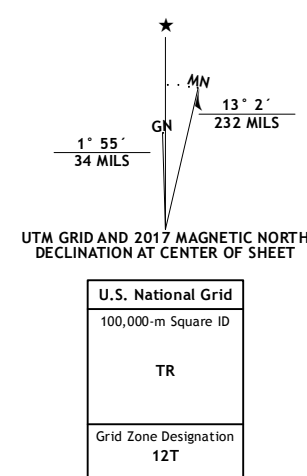 ★
MN
GN
13° 2´
232 MILS
1° 55´
34 MILS
UTM GRID AND 2017 MAGNETIC NORTH
DECLINATION AT CENTER OF SHEET
U.S. National Grid
100,000-m Square ID
TR
Grid Zone Designation
12T